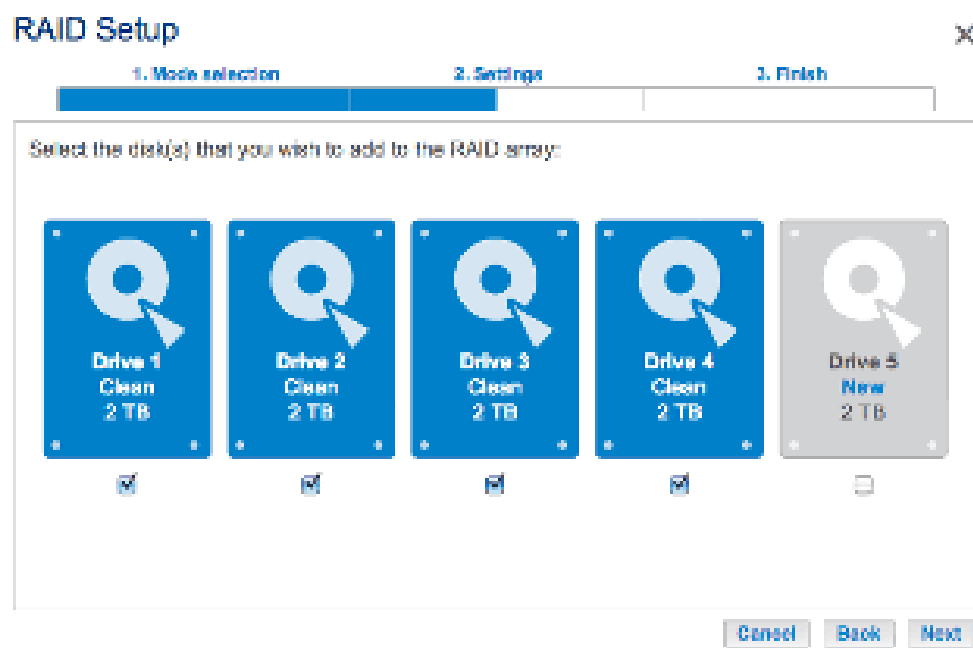 RAID Setup
1. Mode selection 2. Settings 3. Finish
Select the disk(s) that you wish to add to the RAID array:
Drive 1 Drive 2 Drive 3 Drive 4 Drive 5
Clean Clean Clean Clean New
2 TB 2 TB 2 TB 2 TB 2 TB
Cancel Back Next